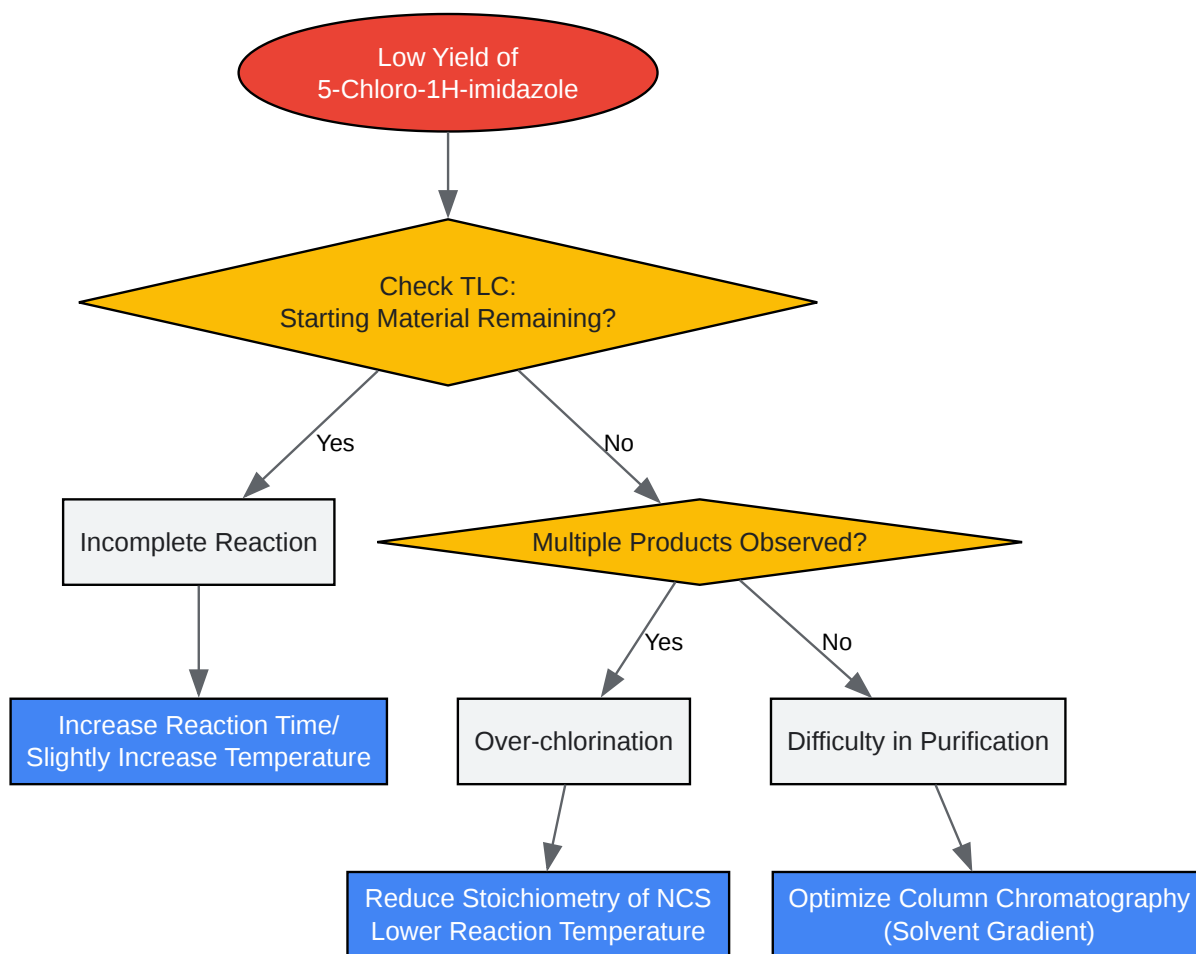 Low Yield of
5-Chloro-1H-imidazole
Check TLC:
Starting Material Remaining?
Yes
No
Incomplete Reaction
Multiple Products Observed?
Yes
No
Increase Reaction Time/
Slightly Increase Temperature
Over-chlorination
Difficulty in Purification
Reduce Stoichiometry of NCS
Lower Reaction Temperature
Optimize Column Chromatography
(Solvent Gradient)